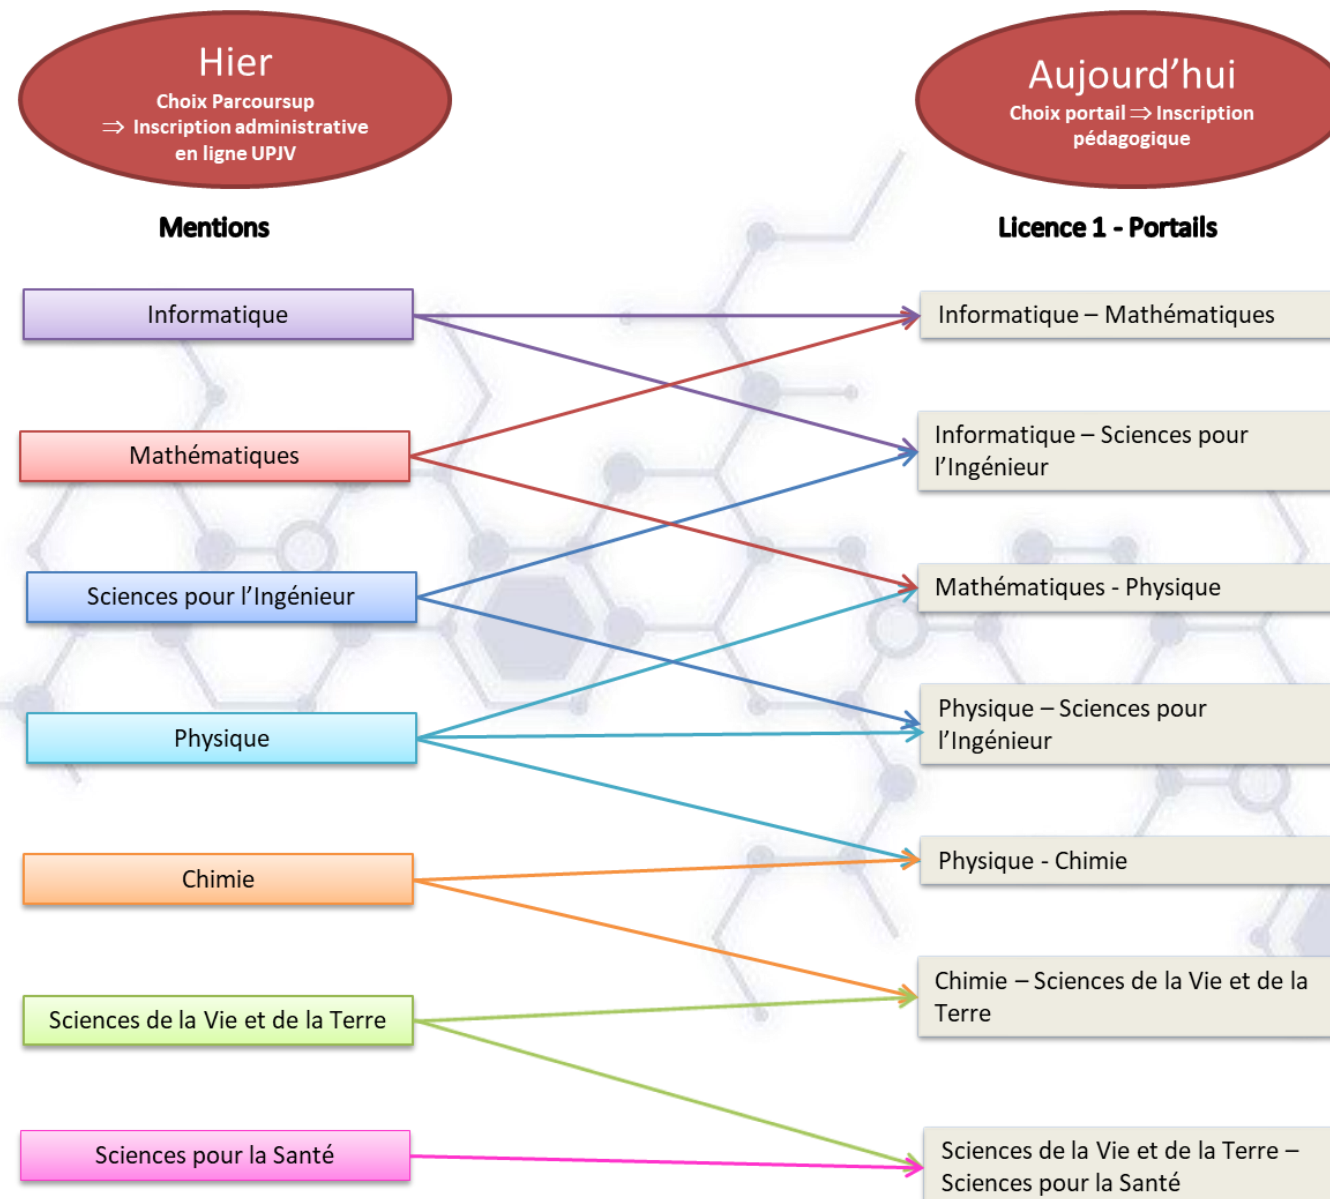 Hier
Choix Parcoursup
⇒ Inscription administrative
en ligne UPJV
Aujourd’hui
Choix portail ⇒ Inscription
pédagogique
Mentions
Licence 1 - Portails
Informatique
Mathématiques
Sciences pour l’Ingénieur
Physique
Chimie
Sciences de la Vie et de la Terre
Sciences pour la Santé
Informatique – Mathématiques
Informatique – Sciences pour
l’Ingénieur
Mathématiques - Physique
Physique – Sciences pour
l’Ingénieur
Physique - Chimie
Chimie – Sciences de la Vie et de la
Terre
Sciences de la Vie et de la Terre –
Sciences pour la Santé